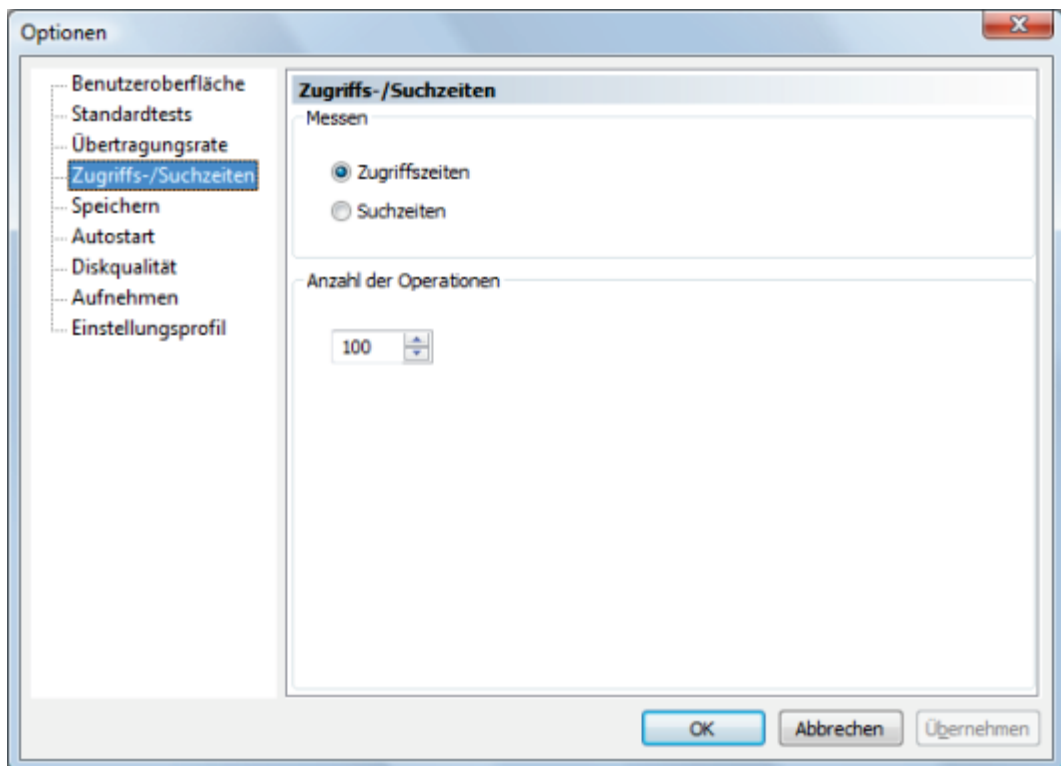 Optionen
Benutzeroberfläche
Standardtests
Übertragungsrate
Zugriffs-/Suchzeiten
Speichern
Autostart
Diskqualität
Aufnehmen
Einstellungsprofil
Zugriffs-/Suchzeiten
Messen
Zugriffszeiten
Suchzeiten
Anzahl der Operationen
100
OK
Abbrechen
Übernehmen